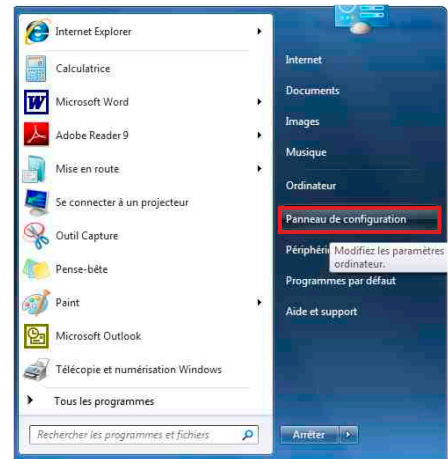 Internet Explorer
Calculatrice
Microsoft Word
Adobe Reader 9
Mise en route
Se connecter à un projecteur
Outil Capture
Pense-bête
Paint
Microsoft Outlook
Télécopie et numérisation Windows
Tous les programmes
Rechercher les programmes et fichiers
Internet
Documents
Images
Musique
Ordinateur
Panneau de configuration
Modifiez les paramètres
ordinateur.
Programmes par défaut
Aide et support
Arrêter